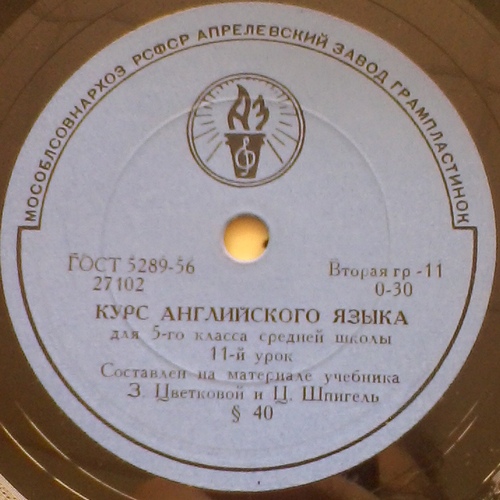 МОСОБЛСОВНАРХОЗ РСФСР АПРЕЛЕВСКИЙ ЗАВОД ГРАМПЛАСТИНОК
АЗ
ГОСТ 5289-56
27102
Вторая гр -11
0-30
КУРС АНГЛИЙСКОГО ЯЗЫКА
для 5-го класса средней школы
11-й урок
Составлен на материале учебника
З. Цветковой и Ц. Шпигель
§ 40